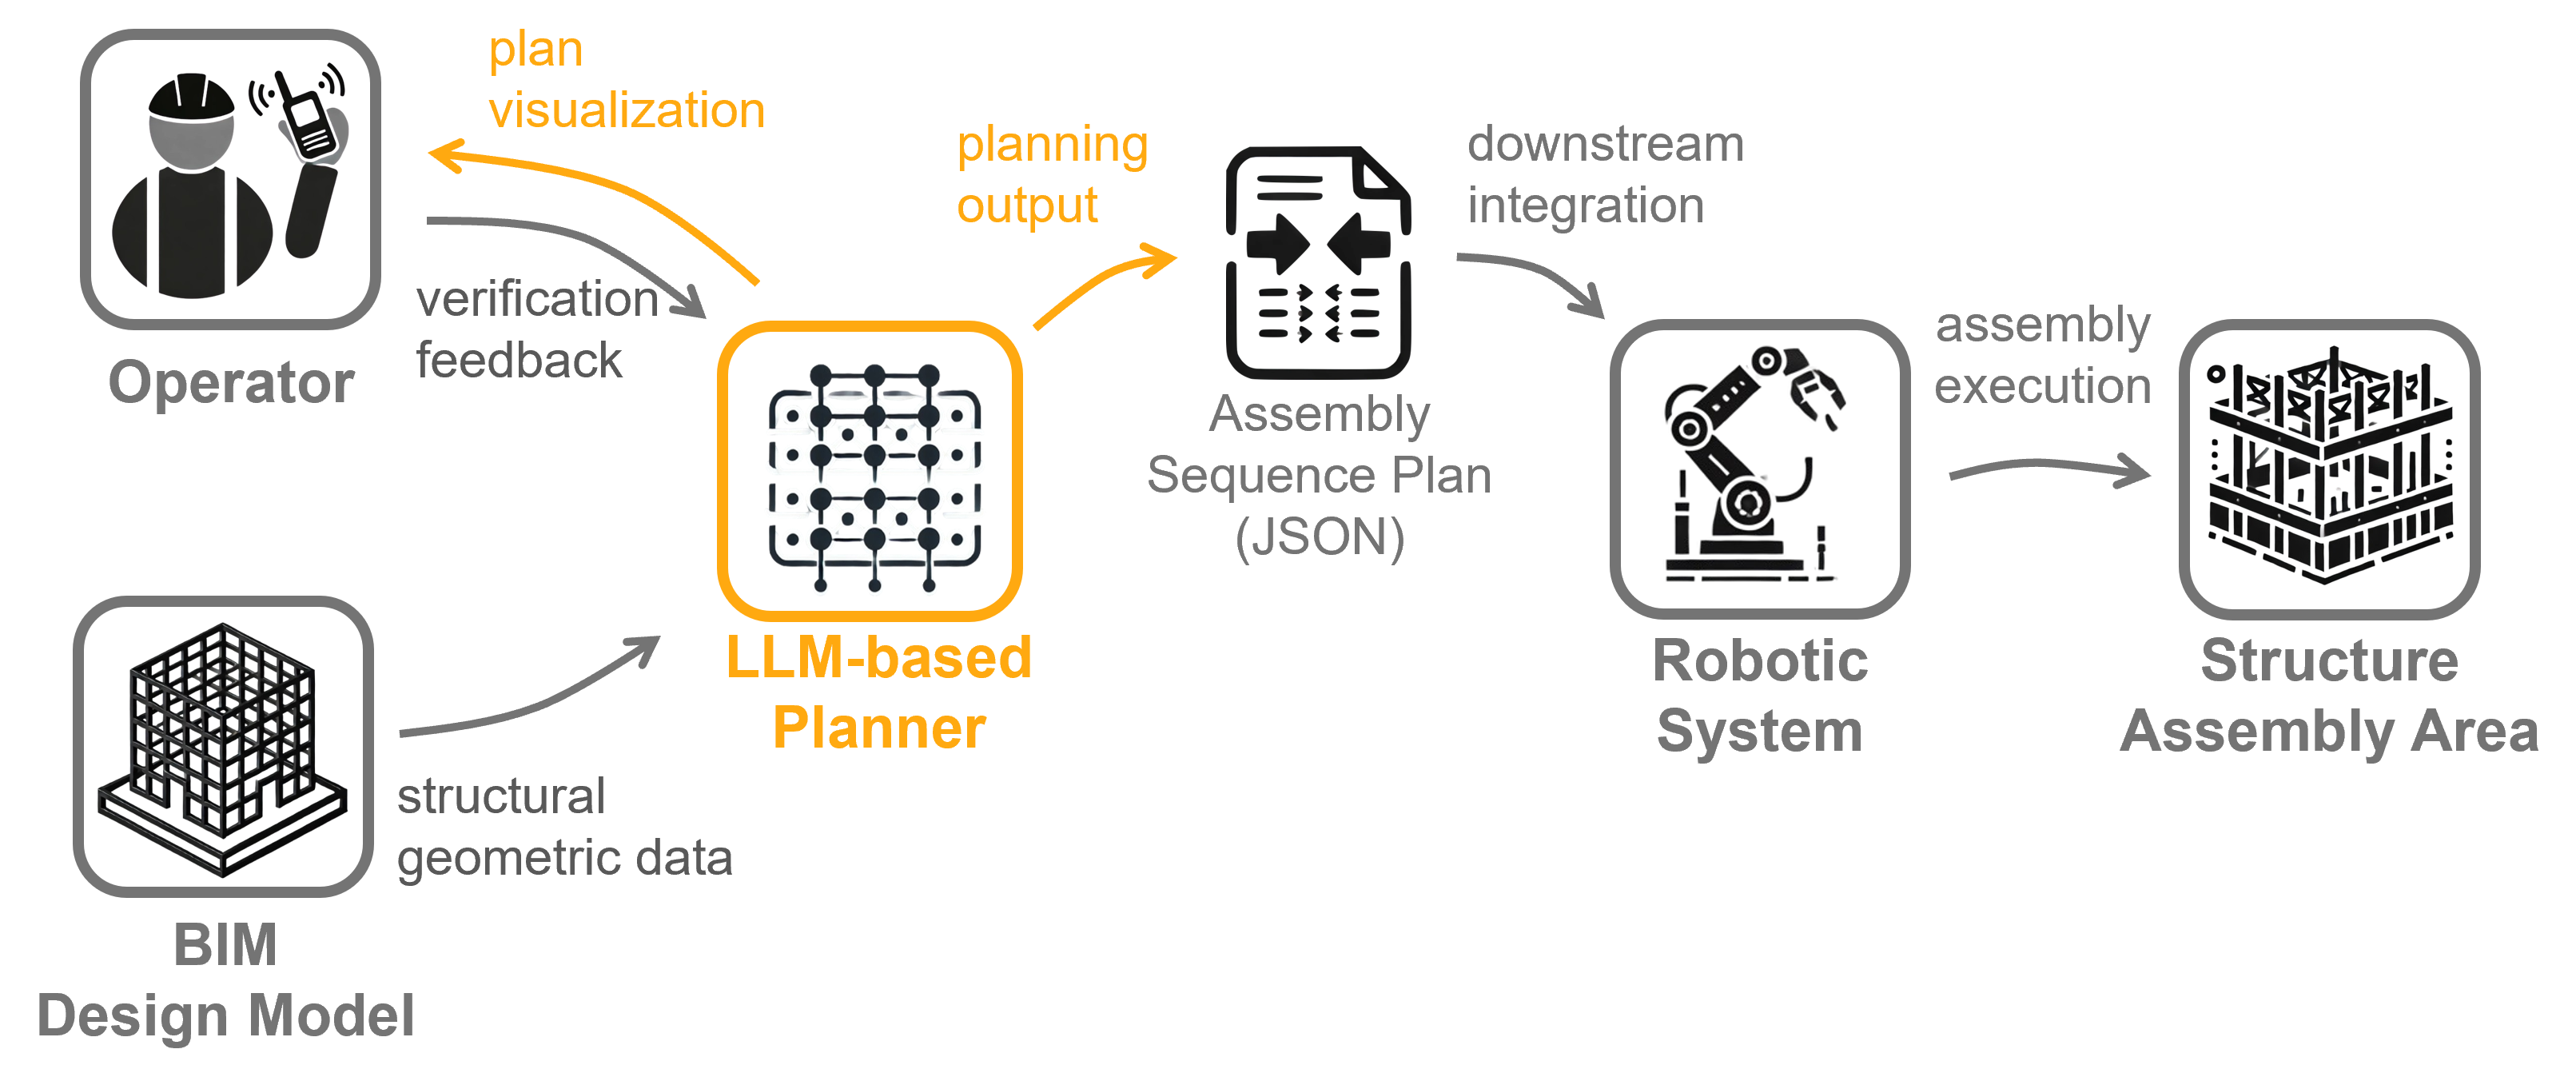 plan
visualization
verification
feedback
Operator
structural
geometric data
BIM
Design Model
LLM-based
Planner
planning
output
Assembly
Sequence Plan
(JSON)
downstream
integration
Robotic
System
assembly
execution
Structure
Assembly Area